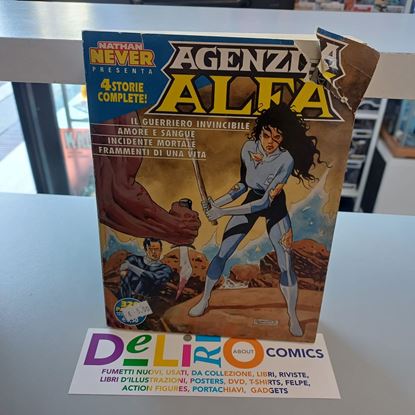 NATHAN
NEVER
PRESENTA
4 STORIE
COMPLETE!
AGENZIA
ALFA
IL GUERRIERO INVINCIBILE
AMORE E SANGUE
INCIDENTE MORTALE
FRAMMENTI DI UNA VITA
DeLiRiO
ABOUT
COMICS
FUMETTI NUOVI, USATI, DA COLLEZIONE, LIBRI, RIVISTE,
LIBRI D'ILLUSTRAZIONI, POSTERS, DVD, T-SHIRTS, FELPE,
ACTION FIGURES, PORTACHIAVI, GADGETS